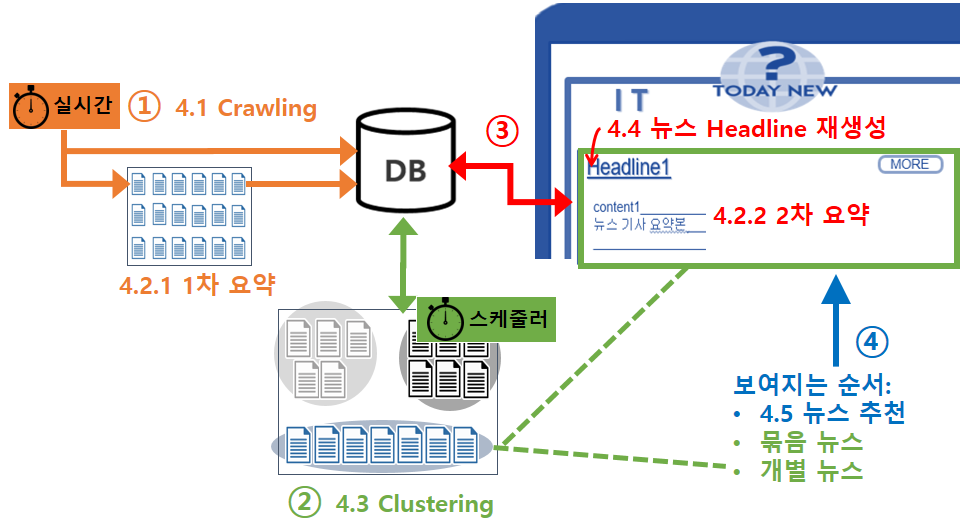 실시간
① 4.1 Crawling
4.2.1 1차 요약
DB
③
?
TODAY NEW
I T
4.4 뉴스 Headline 재생성
Headline1
MORE
content1
뉴스 기사 요약본
4.2.2 2차 요약
스케줄러
② 4.3 Clustering
④
보여지는 순서:
• 4.5 뉴스 추천
• 묶음 뉴스
• 개별 뉴스